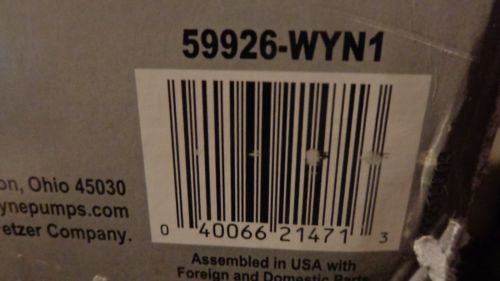 59926-WYN1
on, Ohio 45030
ynepumps.com
etzer Company.
0 40066 21471 3
Assembled in USA with
Foreign and Domestic Parts